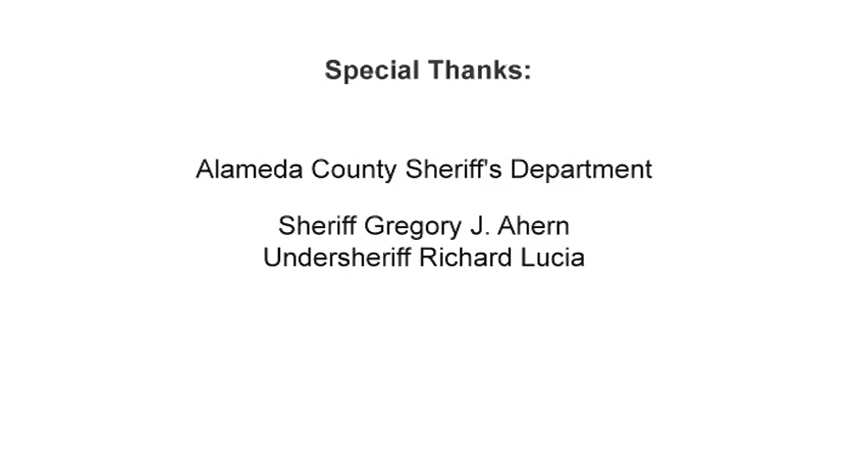 Special Thanks:
Alameda County Sheriff's Department
Sheriff Gregory J. Ahern
Undersheriff Richard Lucia